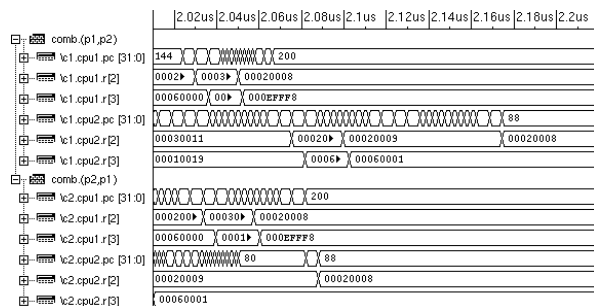 2.02us 2.04us 2.06us 2.08us 2.1us 2.12us 2.14us 2.16us 2.18us 2.2us
comb.(p1,p2)
\c1.cpu1.pc [31:0] 144 200
\c1.cpu1.r[2] 0002 0003 00020008
\c1.cpu1.r[3] 00060000 00 000EFFF8
\c1.cpu2.pc [31:0] 88
\c1.cpu2.r[2] 00030011 00020 00020009 00020008
\c1.cpu2.r[3] 00010019 0006 00060001
comb.(p2,p1)
\c2.cpu1.pc [31:0] 200
\c2.cpu1.r[2] 000200 00030 00020008
\c2.cpu1.r[3] 00060000 0001 000EFFF8
\c2.cpu2.pc [31:0] 80 88
\c2.cpu2.r[2] 00020009 00020008
\c2.cpu2.r[3] 00060001